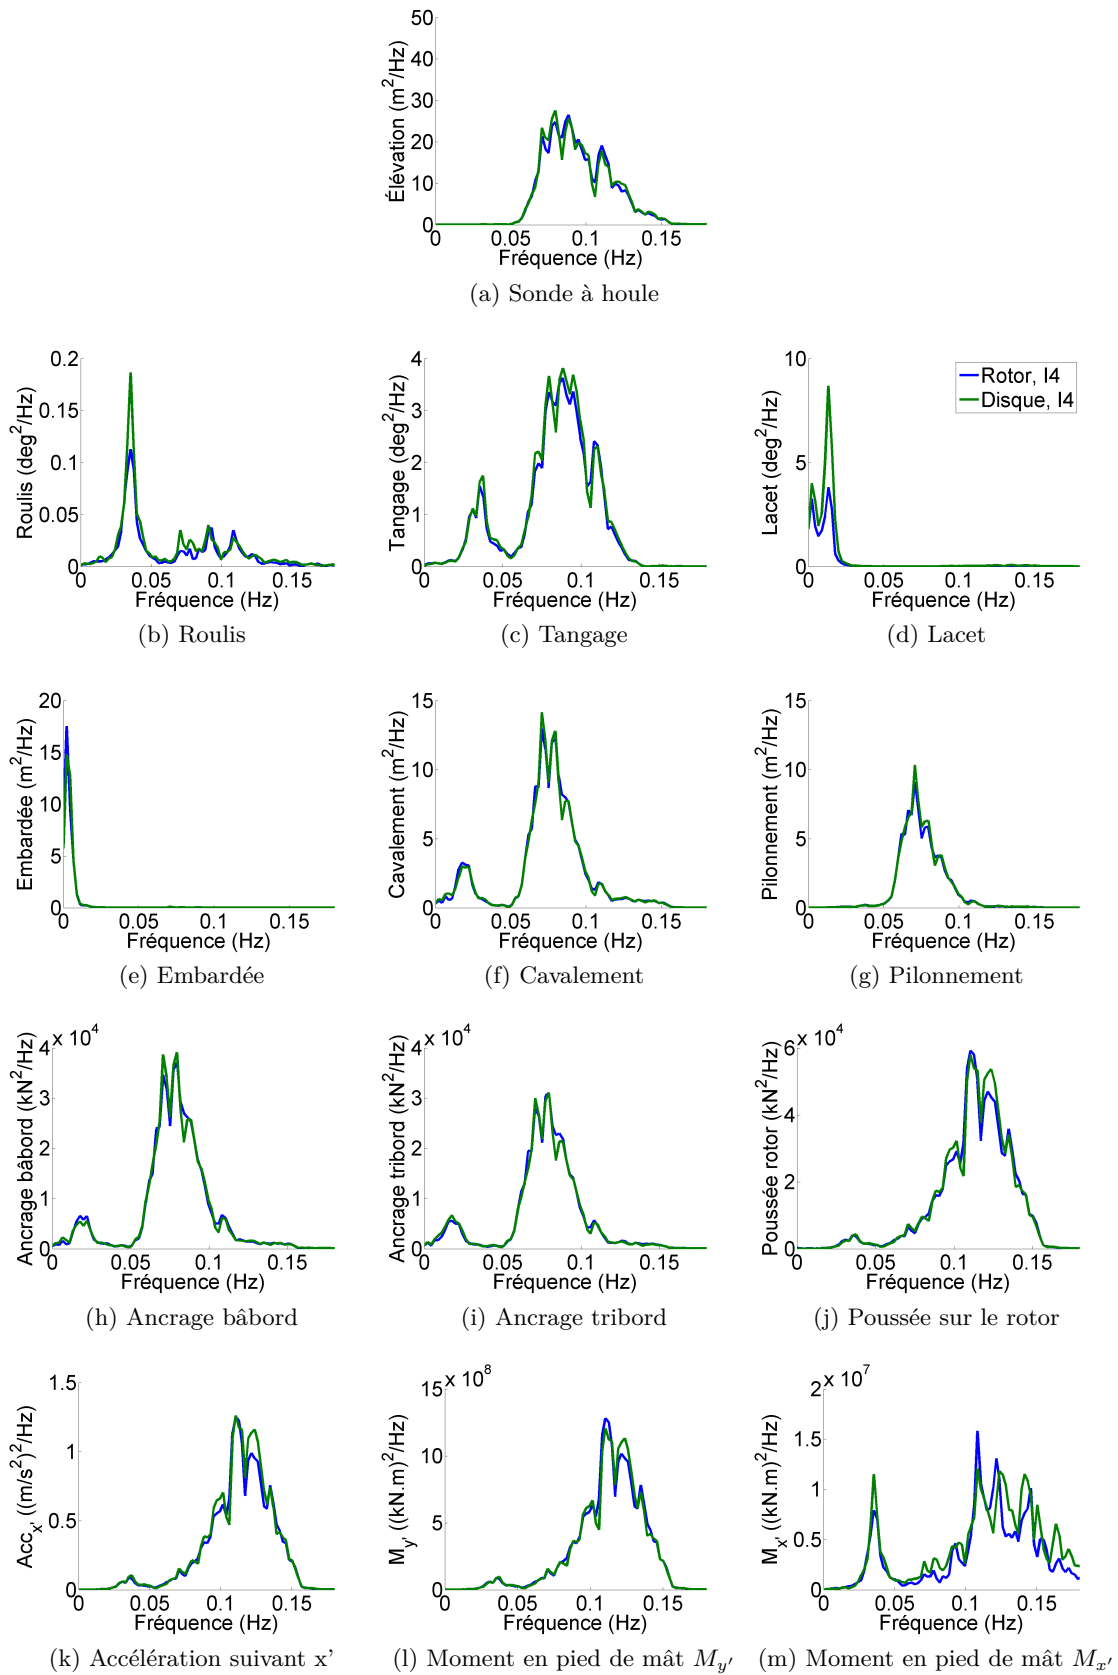 50
40
30
20
10
0
Élévation (m²/Hz)
0 0.05 0.1 0.15
Fréquence (Hz)
(a) Sonde à houle
0.2
0.15
0.1
0.05
0
Roulis (deg²/Hz)
0 0.05 0.1 0.15
Fréquence (Hz)
(b) Roulis
4
3
2
1
0
Tangage (deg²/Hz)
0 0.05 0.1 0.15
Fréquence (Hz)
(c) Tangage
10
5
0
Lacet (deg²/Hz)
Rotor, I4
Disque, I4
0 0.05 0.1 0.15
Fréquence (Hz)
(d) Lacet
20
15
10
5
0
Embardée (m²/Hz)
0 0.05 0.1 0.15
Fréquence (Hz)
(e) Embardée
15
10
5
0
Cavalement (m²/Hz)
0 0.05 0.1 0.15
Fréquence (Hz)
(f) Cavalement
15
10
5
0
Pilonnement (m²/Hz)
0 0.05 0.1 0.15
Fréquence (Hz)
(g) Pilonnement
x 10⁴
4
3
2
1
0
Ancrage bâbord (kN²/Hz)
0 0.05 0.1 0.15
Fréquence (Hz)
(h) Ancrage bâbord
x 10⁴
4
3
2
1
0
Ancrage tribord (kN²/Hz)
0 0.05 0.1 0.15
Fréquence (Hz)
(i) Ancrage tribord
x 10⁴
6
4
2
0
Poussée rotor (kN²/Hz)
0 0.05 0.1 0.15
Fréquence (Hz)
(j) Poussée sur le rotor
1.5
1
0.5
0
Acc_x' ((m/s²)²/Hz)
0 0.05 0.1 0.15
Fréquence (Hz)
(k) Accélération suivant x'
x 10⁸
15
10
5
0
M_y' ((kN.m)²/Hz)
0 0.05 0.1 0.15
Fréquence (Hz)
(l) Moment en pied de mât M_y'
x 10⁷
2
1.5
1
0.5
0
M_x' ((kN.m)²/Hz)
0 0.05 0.1 0.15
Fréquence (Hz)
(m) Moment en pied de mât M_x'